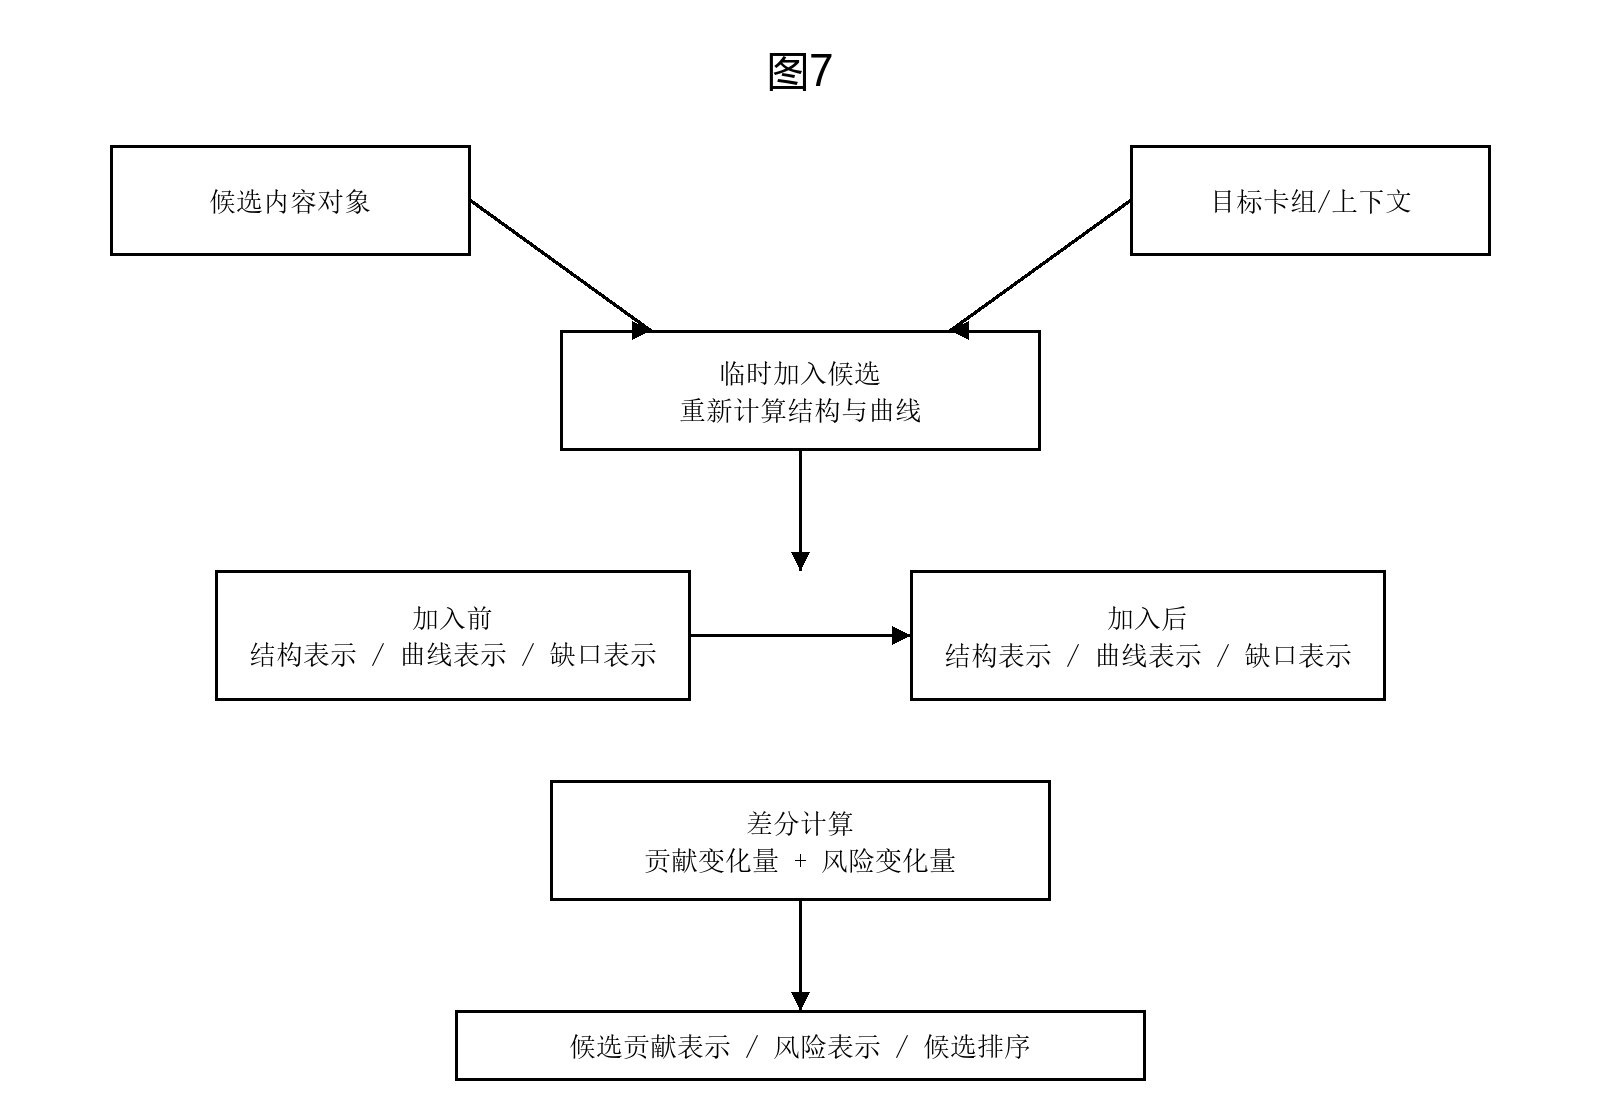 图7
候选内容对象
目标卡组/上下文
临时加入候选
重新计算结构与曲线
加入前
结构表示 / 曲线表示 / 缺口表示
加入后
结构表示 / 曲线表示 / 缺口表示
差分计算
贡献变化量 + 风险变化量
候选贡献表示 / 风险表示 / 候选排序